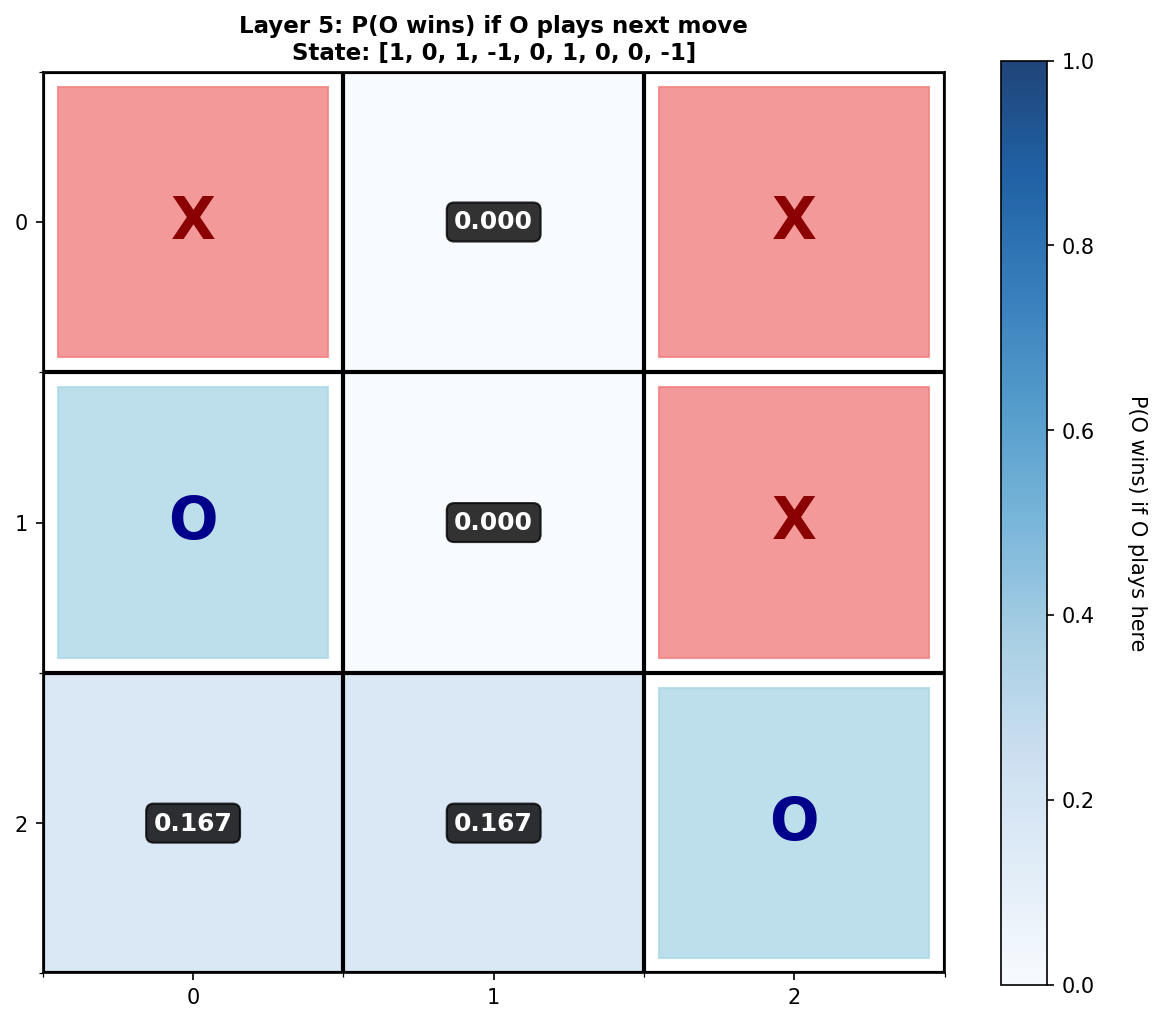 Layer 5: P(O wins) if O plays next move
State: [1, 0, 1, -1, 0, 1, 0, 0, -1]
0
X
0.000
X
1
O
0.000
X
2
0.167
0.167
O
0
1
2
1.0
0.8
0.6
0.4
0.2
0.0
P(O wins) if O plays here